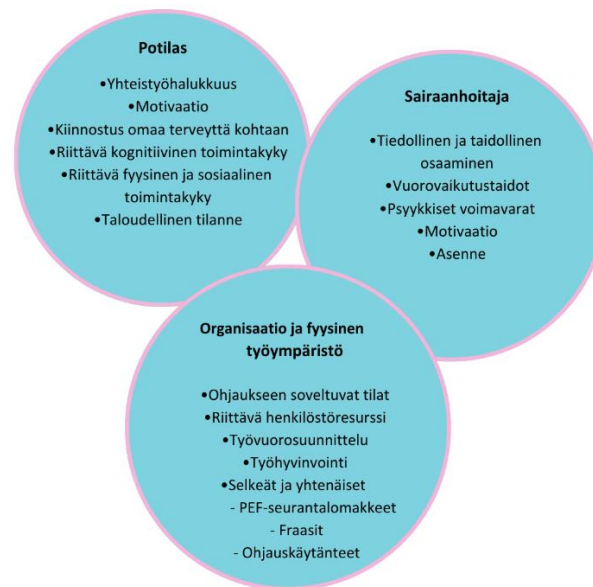 Potilas
•Yhteistyöhalukkuus
•Motivaatio
•Kiinnostus omaa terveyttä kohtaan
•Riittävä kognitiivinen toimintakyky
•Riittävä fyysinen ja sosiaalinen
toimintakyky
•Taloudellinen tilanne
Sairaanhoitaja
•Tiedollinen ja taidollinen
osaaminen
•Vuorovaikutustaidot
•Psyykkiset voimavarat
•Motivaatio
•Asenne
Organisaatio ja fyysinen
työympäristö
•Ohjaukseen soveltuvat tilat
•Riittävä henkilöstöresurssi
•Työvuorosuunnittelu
•Työhyvinvointi
•Selkeät ja yhtenäiset
- PEF-seurantalomakkeet
- Fraasit
- Ohjauskäytänteet